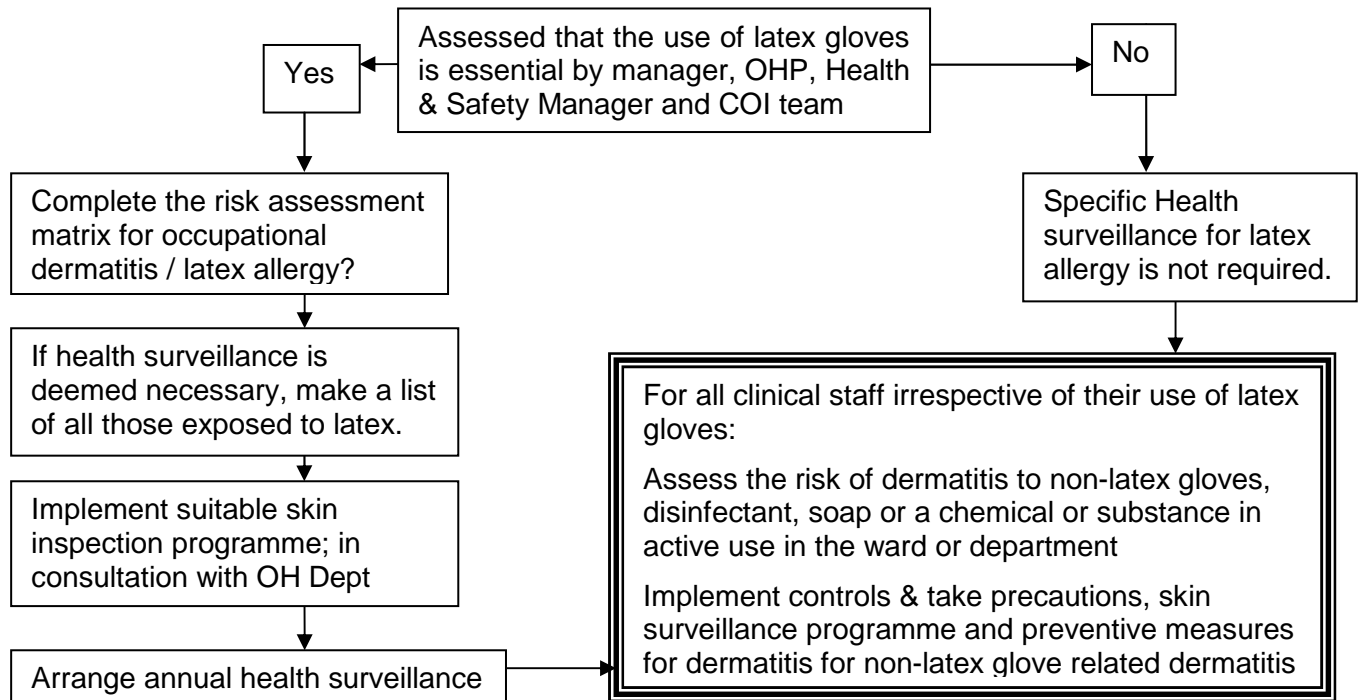 Assessed that the use of latex gloves
is essential by manager, OHP, Health
& Safety Manager and COI team
Yes
No
Complete the risk assessment
matrix for occupational
dermatitis / latex allergy?
Specific Health
surveillance for latex
allergy is not required.
If health surveillance is
deemed necessary, make a list
of all those exposed to latex.
Implement suitable skin
inspection programme; in
consultation with OH Dept
Arrange annual health surveillance
For all clinical staff irrespective of their use of latex
gloves:
Assess the risk of dermatitis to non-latex gloves,
disinfectant, soap or a chemical or substance in
active use in the ward or department
Implement controls & take precautions, skin
surveillance programme and preventive measures
for dermatitis for non-latex glove related dermatitis